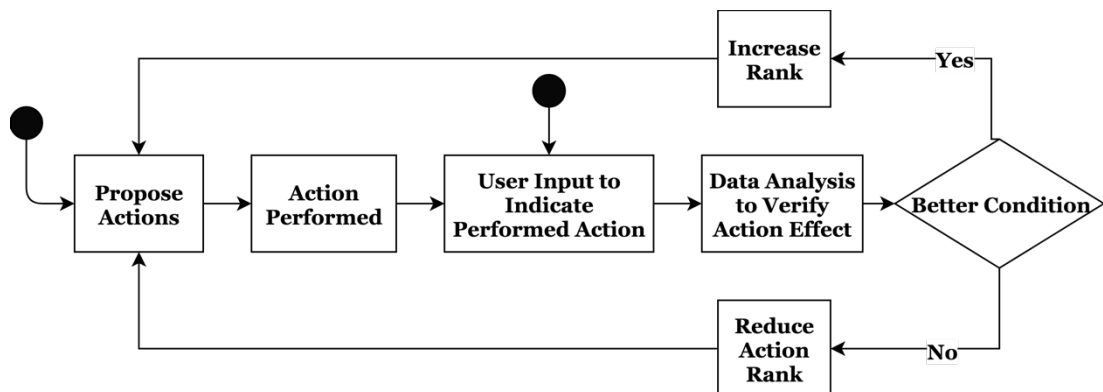 Increase
Rank
Yes
Propose
Actions
Action
Performed
User Input to
Indicate
Performed Action
Data Analysis
to Verify
Action Effect
Better Condition
Reduce
Action
Rank
No